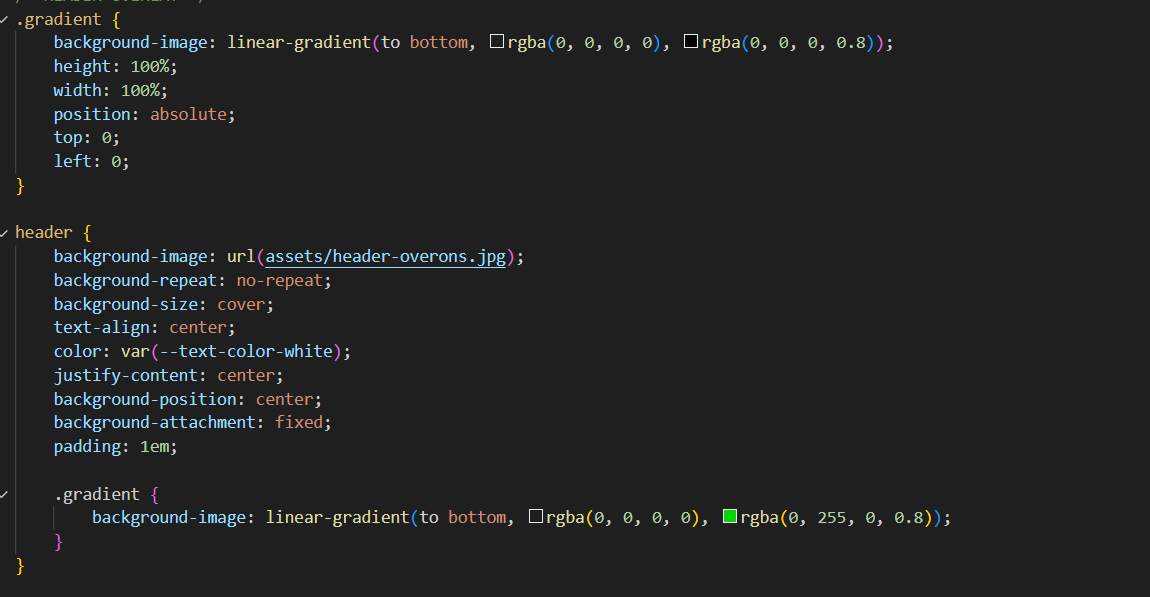 .gradient {
    background-image: linear-gradient(to bottom, rgba(0, 0, 0, 0), rgba(0, 0, 0, 0.8));
    height: 100%;
    width: 100%;
    position: absolute;
    top: 0;
    left: 0;
}

header {
    background-image: url(assets/header-overons.jpg);
    background-repeat: no-repeat;
    background-size: cover;
    text-align: center;
    color: var(--text-color-white);
    justify-content: center;
    background-position: center;
    background-attachment: fixed;
    padding: 1em;

    .gradient {
        background-image: linear-gradient(to bottom, rgba(0, 0, 0, 0), rgba(0, 255, 0, 0.8));
    }
}